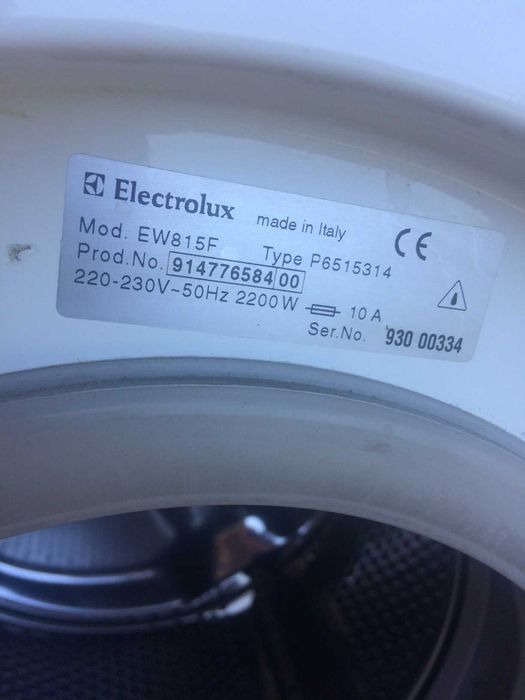 Electrolux made in Italy CE
Mod. EW815F Type P6515314
Prod.No. 914776584 00
220-230V~50Hz 2200W 10 A
Ser.No. 930 00334